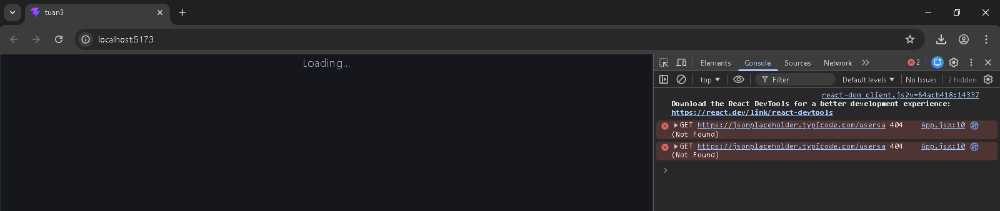 tuan3
localhost:5173
Loading...
Elements Console Sources Network 2
top Filter Default levels No Issues 2 hidden
react-dom_client.js?v=64acb418:14337
Download the React DevTools for a better development experience:
https://react.dev/link/react-devtools
GET https://jsonplaceholder.typicode.com/usersa 404 App.jsx:10
(Not Found)
GET https://jsonplaceholder.typicode.com/usersa 404 App.jsx:10
(Not Found)